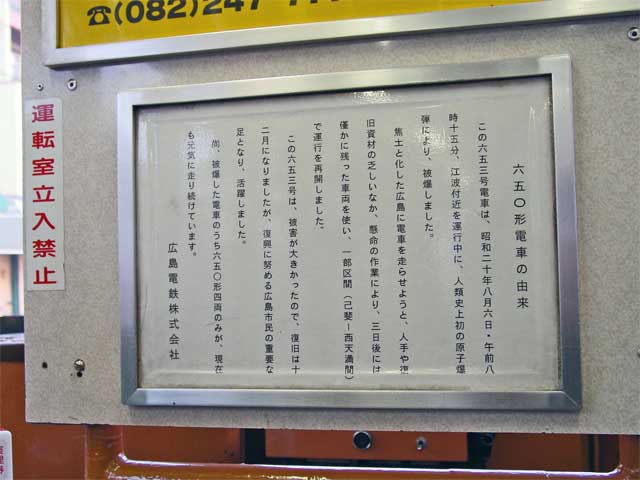 ☎(082)247-
運転室立入禁止
六五〇形電車の由来
この六五三号電車は、昭和二十年八月六日・午前八
時十五分、江波付近を運行中に、人類史上初の原子爆
弾により、被爆しました。
焦土と化した広島に電車を走らせようと、人手や復
旧資材の乏しいなか、懸命の作業により、三日後には
僅かに残った車両を使い、一部区間（己斐ー西天満間）
で運行を再開しました。
この六五三号は、被害が大きかったので、復旧は十
二月になりましたが、復興に努める広島市民の重要な
足となり、活躍しました。
尚、被爆した電車のうち六五〇形四両のみが、現在
も元気に走り続けています。
広島電鉄株式会社